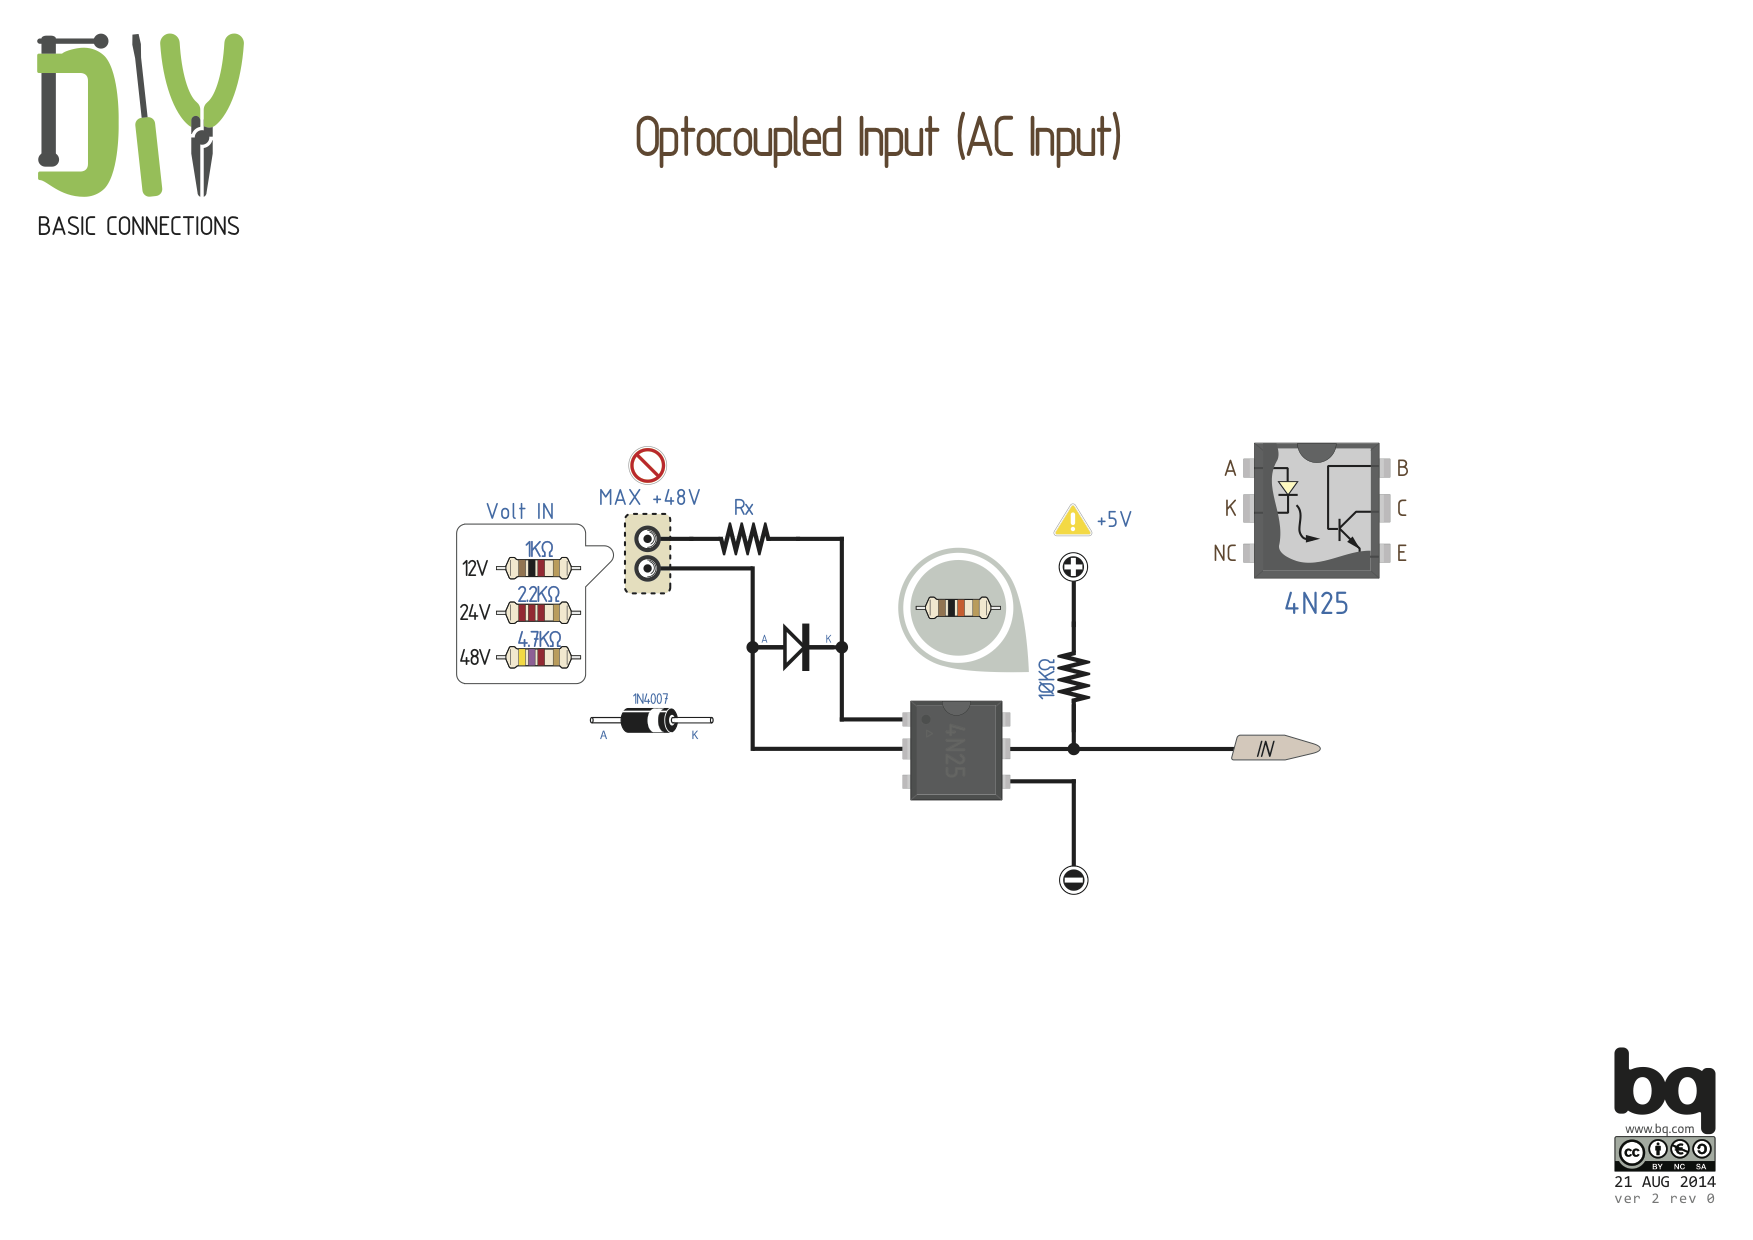 DIY
BASIC CONNECTIONS
Optocoupled Input (AC Input)
MAX +48V
Volt IN
Rx
12V 1KΩ
24V 2.2KΩ
48V 4.7KΩ
A K
1N4007
A K
+5V
10KΩ
4N25
IN
A B
K C
NC E
4N25
bq
www.bq.com
cc BY NC SA
21 AUG 2014
ver 2 rev 0